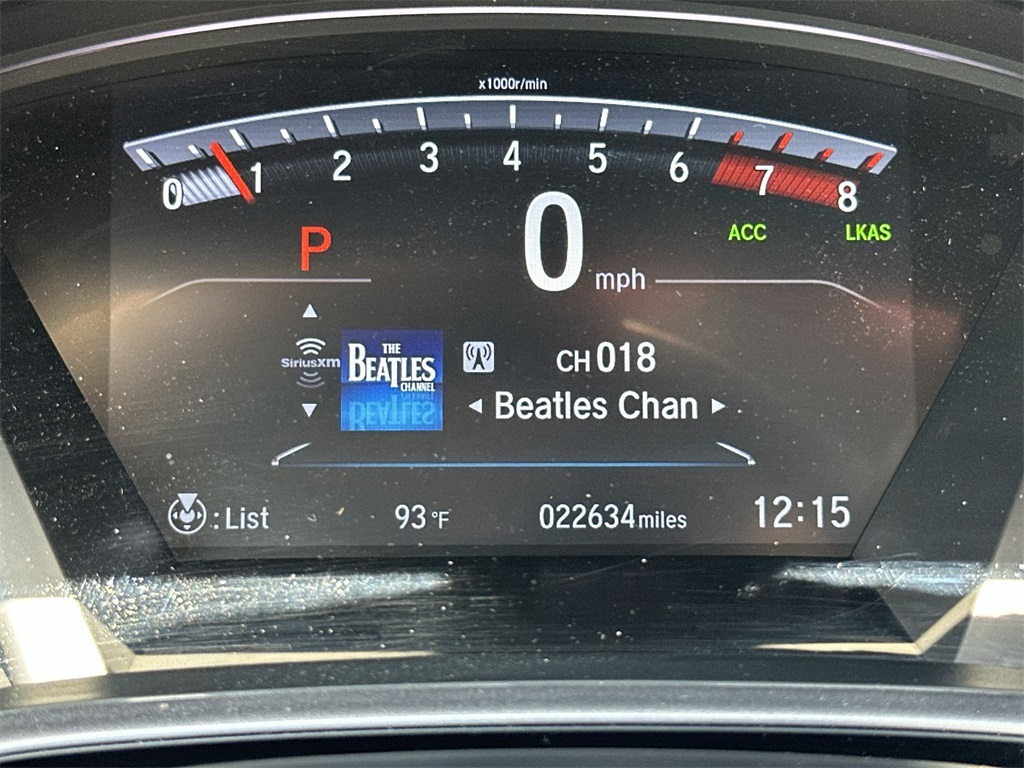 x1000r/min
0 1 2 3 4 5 6 7 8
P
0 mph
ACC LKAS
SiriusXM
THE
BEATLES
CHANNEL
CH 018
Beatles Chan
: List
93 °F
022634 miles
12:15